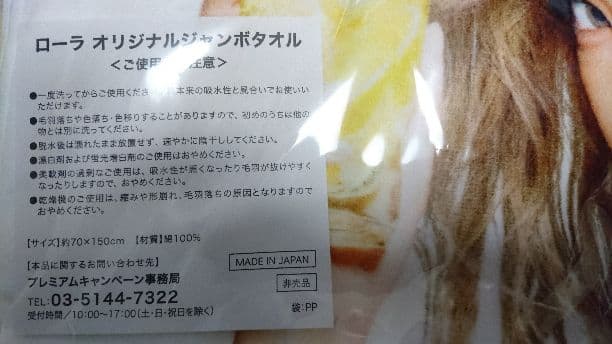 ローラ オリジナルジャンボタオル
＜ご使用 注意＞
●一度洗ってからご使用くださ 本来の吸水性と風合いでお使いい
ただけます。
●毛羽落ちや色落ち・色移りすることがありますので、初めのうちは他の
物とは別に洗ってください。
●脱水後は濡れたまま放置せず、速やかに陰干ししてください。
●漂白剤および蛍光増白剤のご使用はおやめください。
●柔軟剤の過剰なご使用は、吸水性が悪くなったり毛羽が抜けやすく
なったりしますので、おやめください。
●乾燥機のご使用は、縮みや形崩れ、毛羽落ちの原因となりますので
おやめください。
【サイズ】約70×150cm 【材質】綿100%
【本品に関するお問い合わせ先】
プレミアムキャンペーン事務局
TEL:03-5144-7322
受付時間／10:00〜17:00（土・日・祝日を除く）
MADE IN JAPAN
非売品
袋:PP